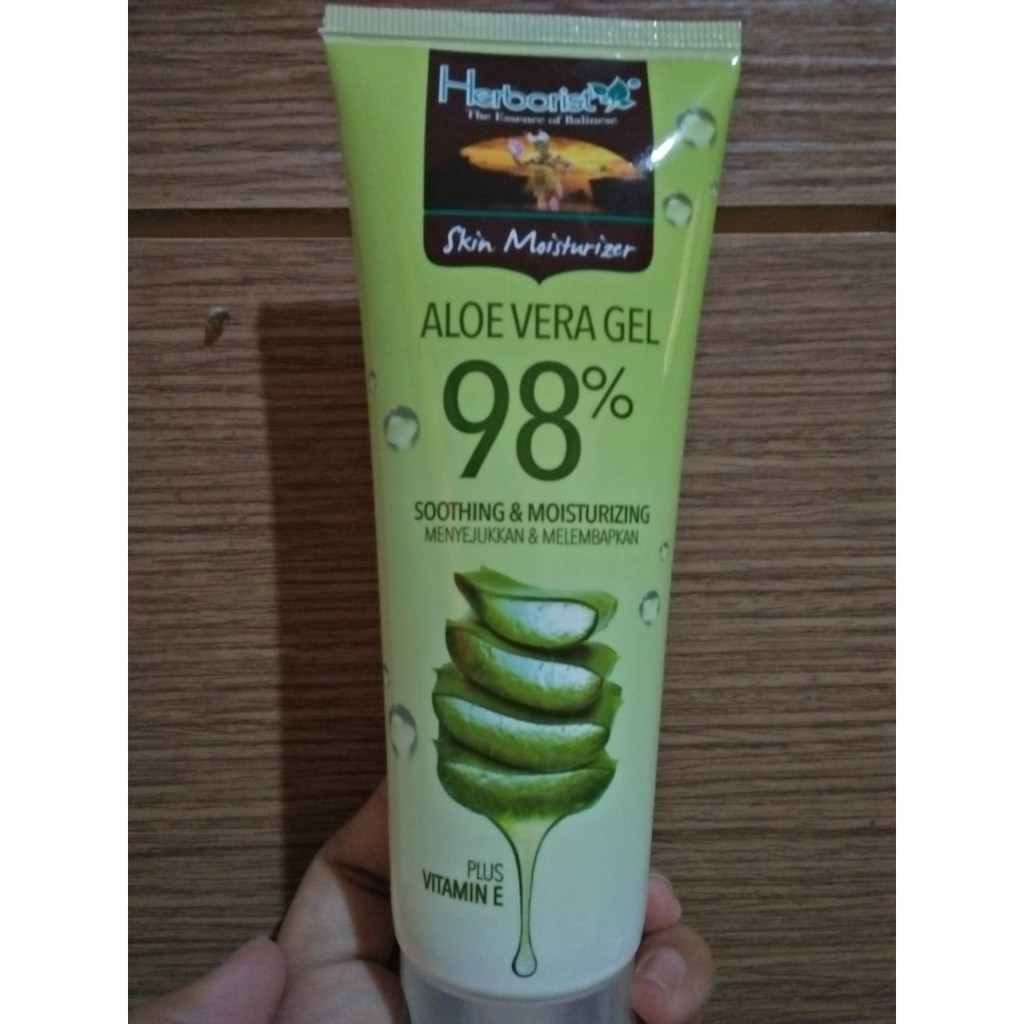 Herborist®
The Essence of Balinese
Skin Moisturizer
ALOE VERA GEL
98%
SOOTHING & MOISTURIZING
MENYEJUKKAN & MELEMBAPKAN
PLUS
VITAMIN E